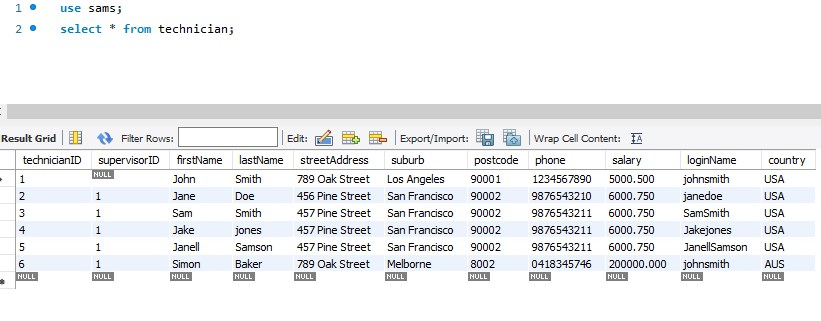 1 use sams;
2 select * from technician;
Result Grid Filter Rows: Edit: Export/Import: Wrap Cell Content:
technicianID supervisorID firstName lastName streetAddress suburb postcode phone salary loginName country
1 NULL John Smith 789 Oak Street Los Angeles 90001 1234567890 5000.500 johnsmith USA
2 1 Jane Doe 456 Pine Street San Francisco 90002 9876543210 6000.750 janedoe USA
3 1 Sam Smith 457 Pine Street San Francisco 90002 9876543211 6000.750 SamSmith USA
4 1 Jake jones 457 Pine Street San Francisco 90002 9876543211 6000.750 Jakejones USA
5 1 Janell Samson 457 Pine Street San Francisco 90002 9876543211 6000.750 JanellSamson USA
6 1 Simon Baker 789 Oak Street Melborne 8002 0418345746 200000.000 johnsmith AUS
NULL NULL NULL NULL NULL NULL NULL NULL NULL NULL NULL